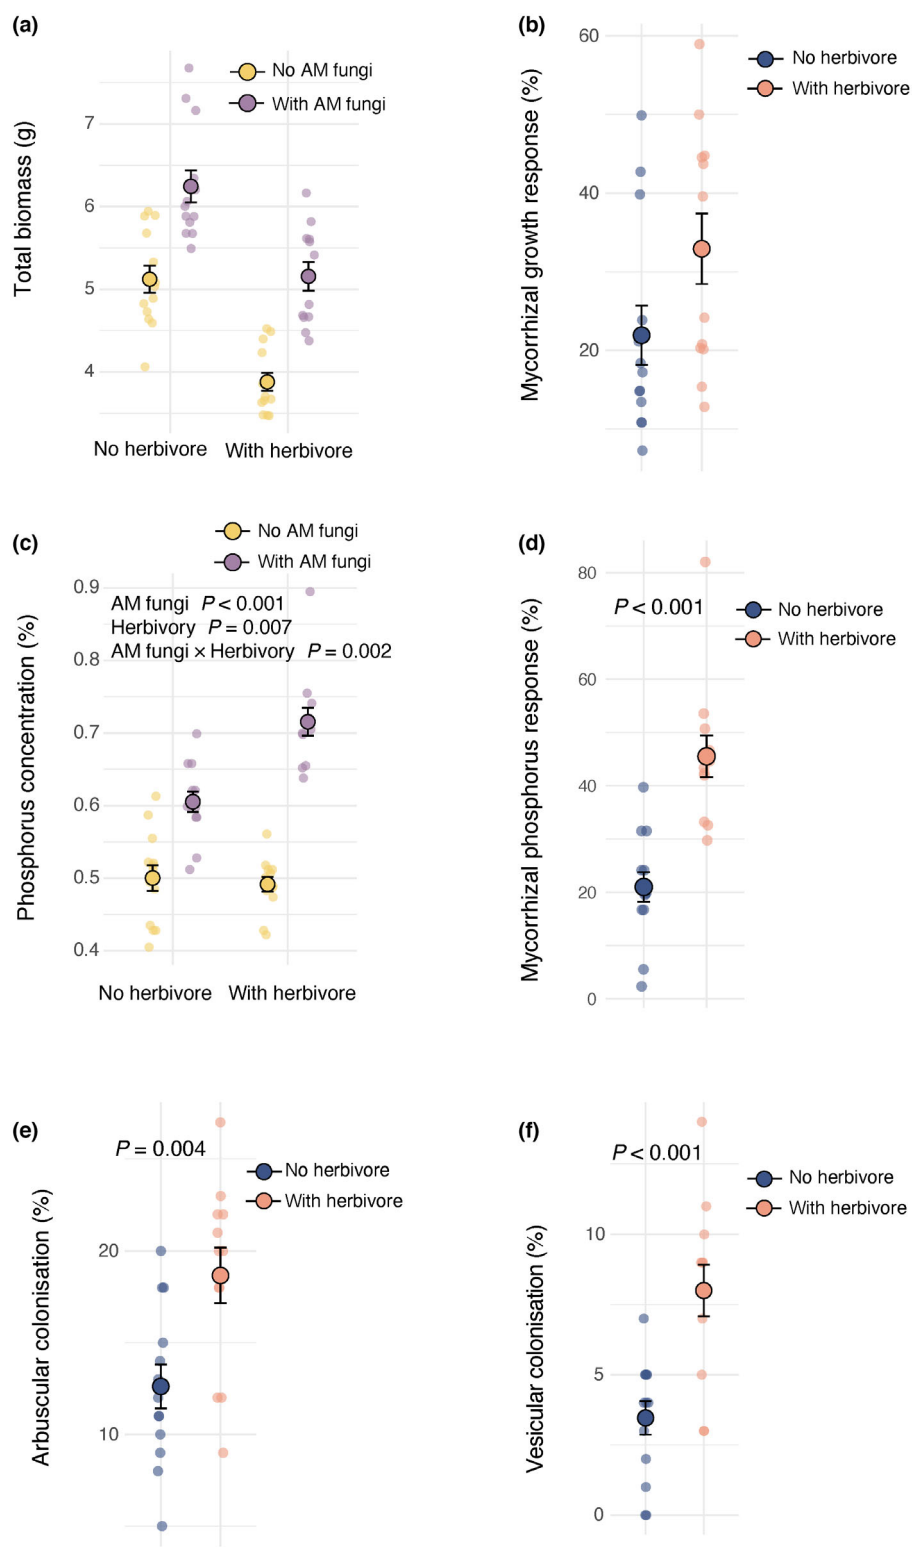 (a)
No AM fungi
With AM fungi
Total biomass (g)
7
6
5
4
No herbivore With herbivore
(b)
No herbivore
With herbivore
Mycorrhizal growth response (%)
60
40
20
(c)
No AM fungi
With AM fungi
Phosphorus concentration (%)
0.9
0.8
0.7
0.6
0.5
0.4
AM fungi P < 0.001
Herbivory P = 0.007
AM fungi × Herbivory P = 0.002
No herbivore With herbivore
(d)
P < 0.001
No herbivore
With herbivore
Mycorrhizal phosphorus response (%)
80
60
40
20
0
(e)
P = 0.004
No herbivore
With herbivore
Arbuscular colonisation (%)
20
10
(f)
P < 0.001
No herbivore
With herbivore
Vesicular colonisation (%)
10
5
0